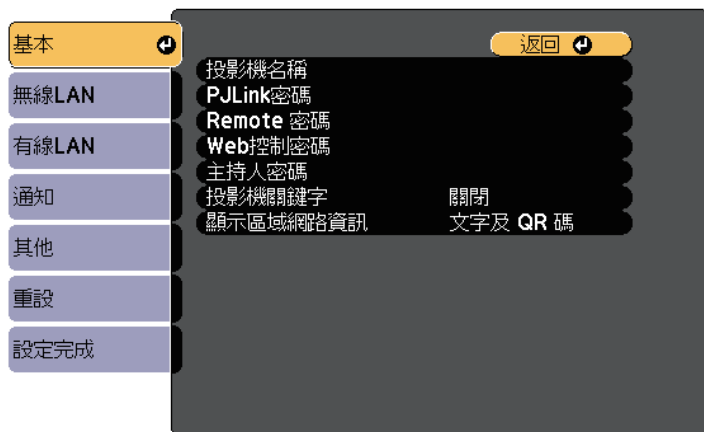 基本
無線LAN
有線LAN
通知
其他
重設
設定完成
返回
投影機名稱
PJLink密碼
Remote 密碼
Web控制密碼
主持人密碼
投影機關鍵字 關閉
顯示區域網路資訊 文字及 QR 碼